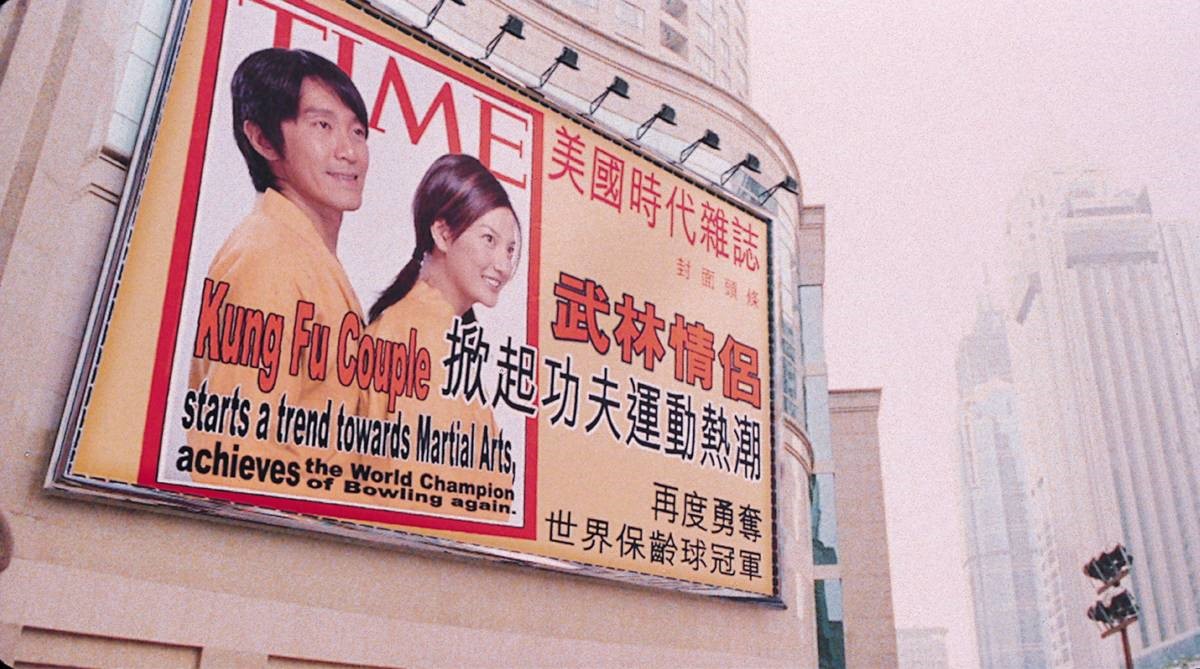 TIME
Kung Fu Couple
starts a trend towards Martial Arts,
achieves the World Champion
of Bowling again.
美國時代雜誌
封面頭條
武林情侶
掀起功夫運動熱潮
再度勇奪
世界保齡球冠軍